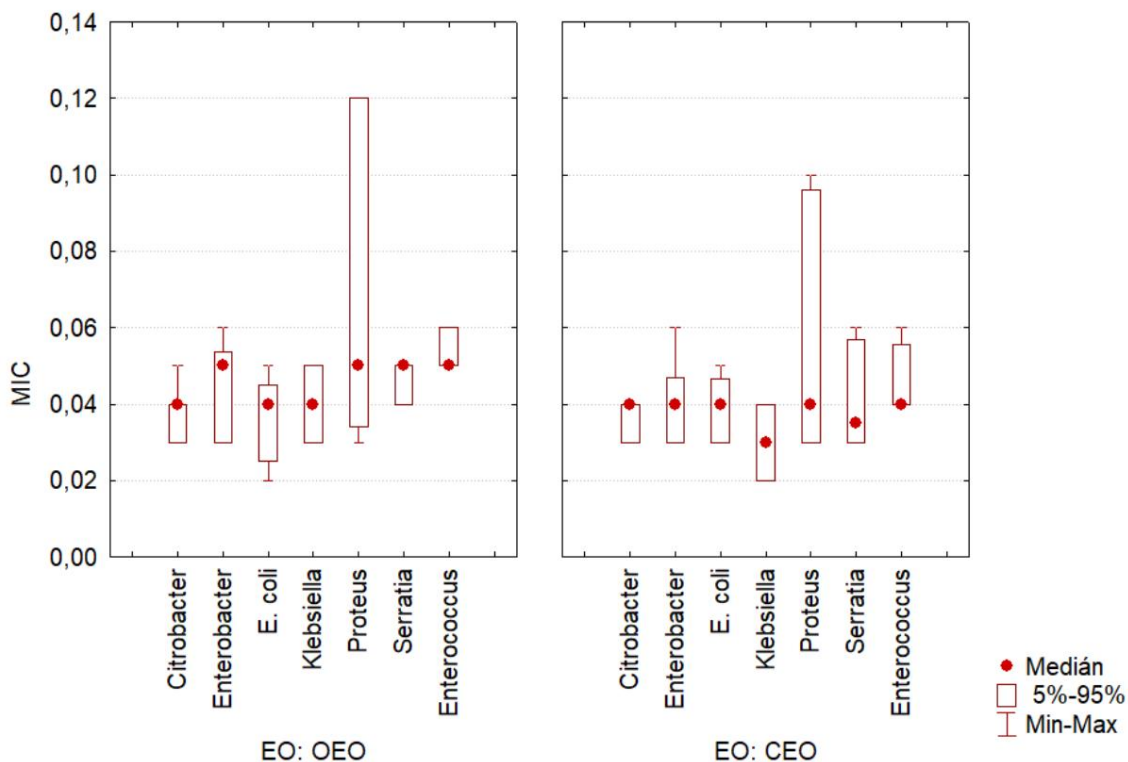 MIC
0,14
0,12
0,10
0,08
0,06
0,04
0,02
0,00
Citrobacter
Enterobacter
E. coli
Klebsiella
Proteus
Serratia
Enterococcus
EO: OEO
Citrobacter
Enterobacter
E. coli
Klebsiella
Proteus
Serratia
Enterococcus
EO: CEO
Medián
5%-95%
Min-Max